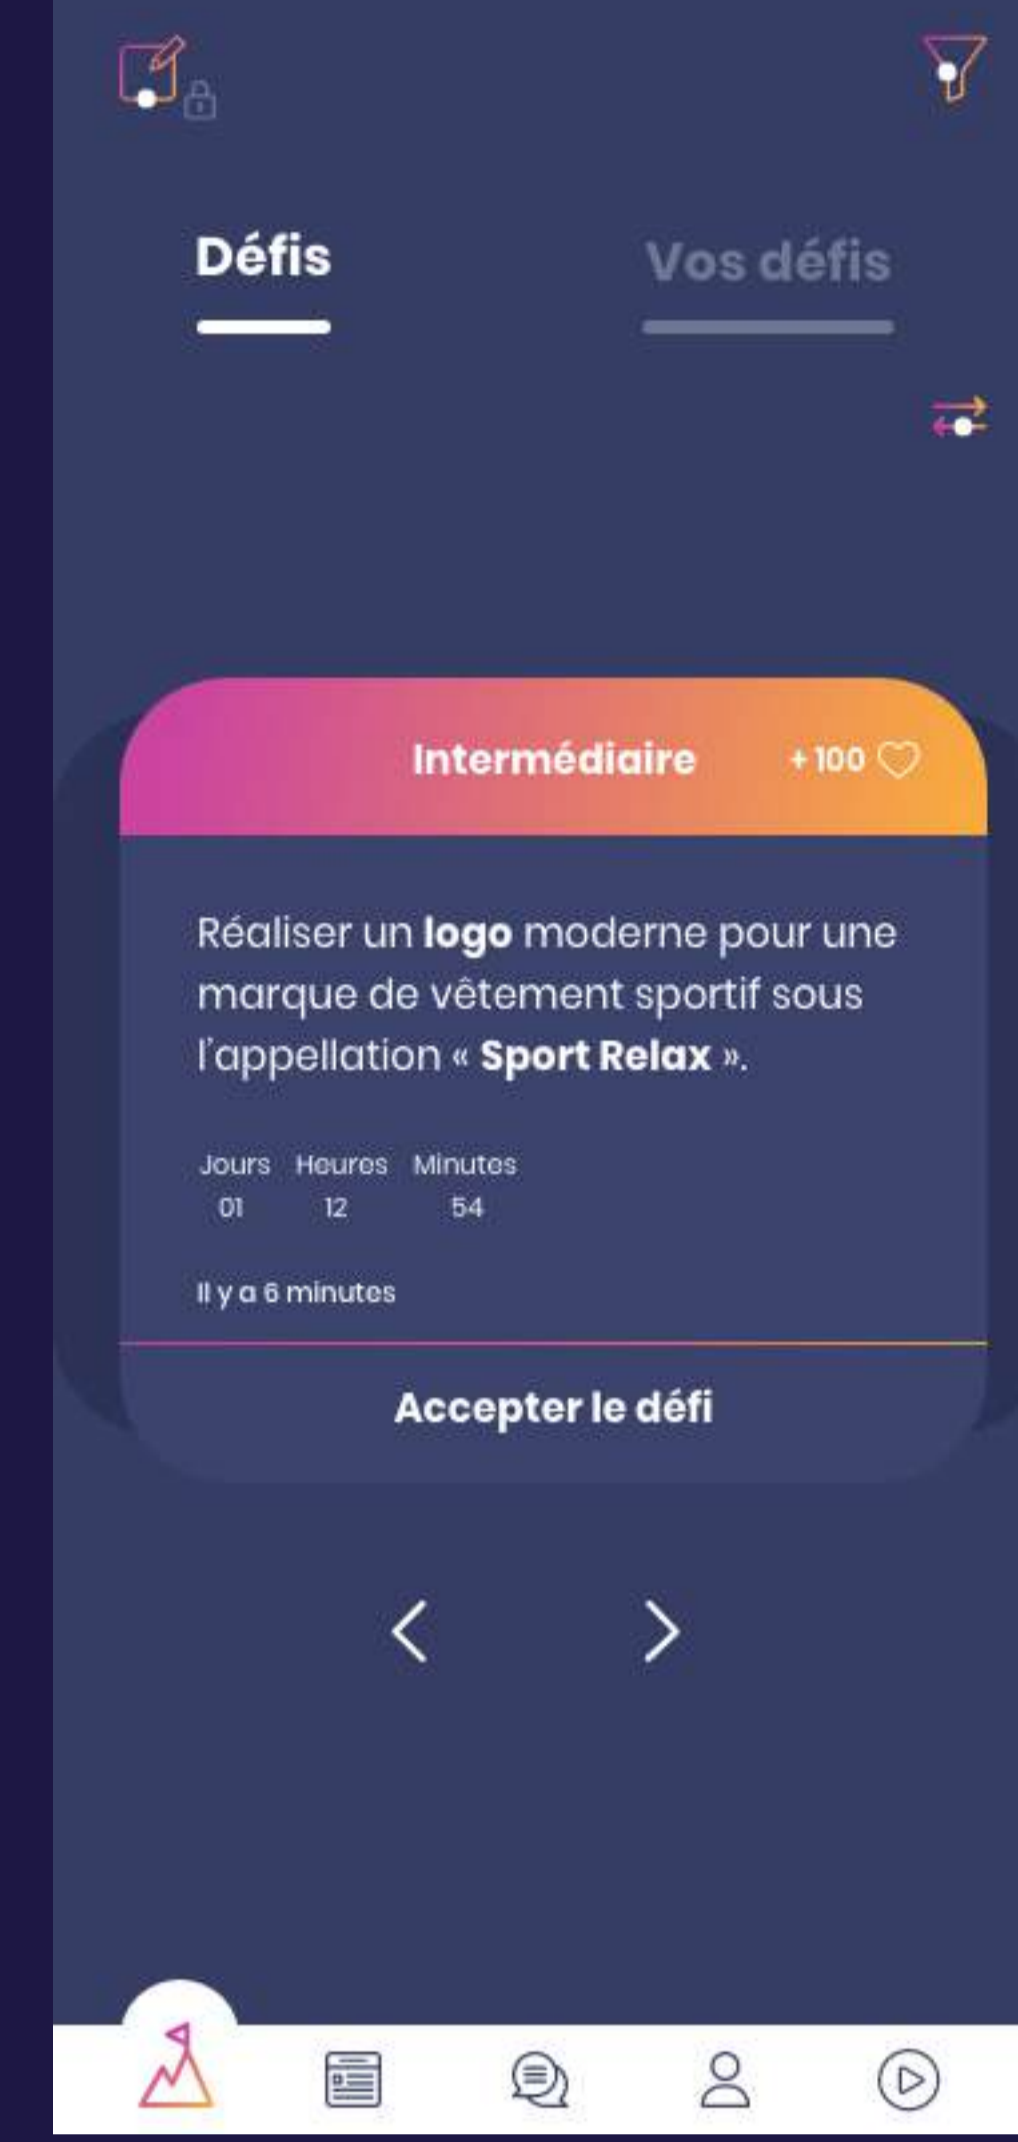 Défis
Vos défis
Intermédiaire
+ 100
Réaliser un logo moderne pour une
marque de vêtement sportif sous
l'appellation « Sport Relax ».
Jours Heures Minutes
01 12 54
Il y a 6 minutes
Accepter le défi